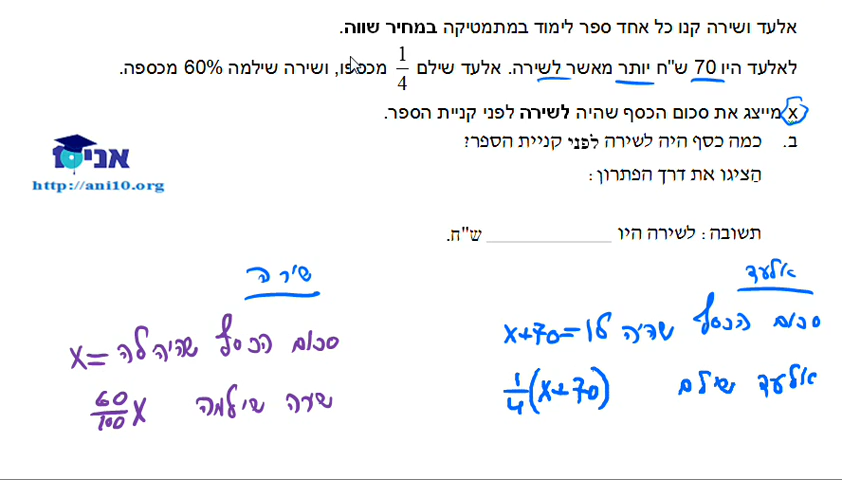 אלעד ושירה קנו כל אחד ספר לימוד במתמטיקה במחיר שווה.
לאלעד היו 70 ש"ח יותר מאשר לשירה. אלעד שילם 1/4 מכספו, ושירה שילמה 60% מכספה.
x מייצג את סכום הכסף שהיה לשירה לפני קניית הספר.
ב. כמה כסף היה לשירה לפני קניית הספר?
הַציגו את דרך הפתרון:
תשובה: לשירה היו ____________ ש"ח.
אני10
http://ani10.org
אלעד
סכום הכסף שהיה לו = x+70
אלעד שילם 1/4(x+70)
שירה
סכום הכסף שהיה לה = x
שירה שילמה 60/100 x